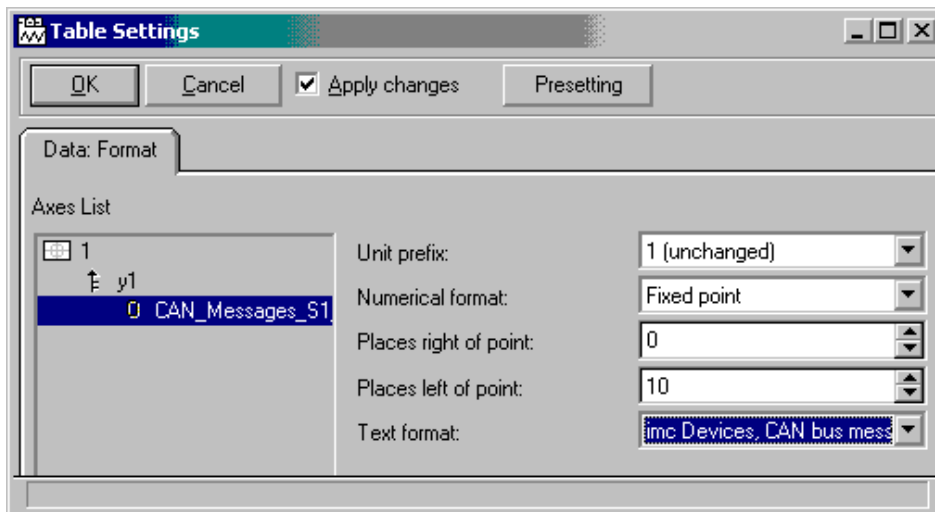 Table Settings
OK Cancel Apply changes Presetting
Data: Format
Axes List
1
y1
CAN_Messages_S1_
Unit prefix: 1 (unchanged)
Numerical format: Fixed point
Places right of point: 0
Places left of point: 10
Text format: imc Devices, CAN bus mess